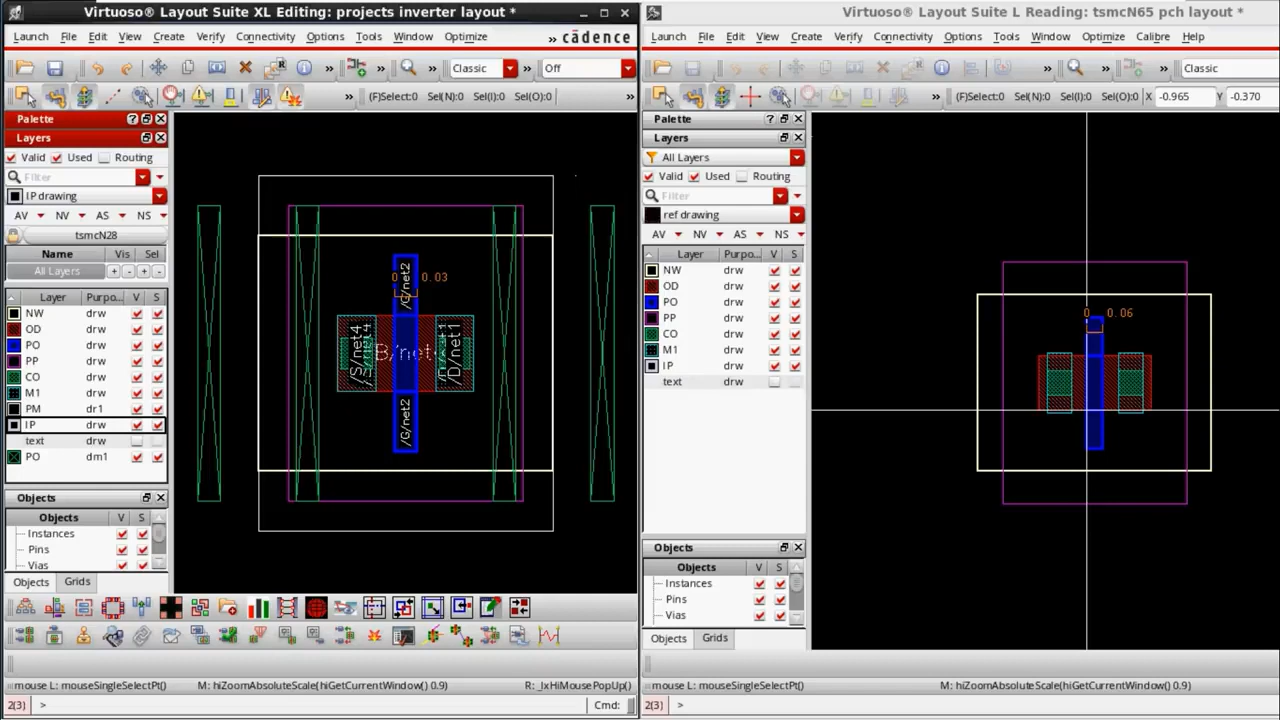 Virtuoso® Layout Suite XL Editing: projects inverter layout *
Launch File Edit View Create Verify Connectivity Options Tools Window Optimize » cādence
» » » Classic Off
» (F)Select:0 Sel(N):0 Sel(I):0 Sel(O):0 »
Palette ?
Layers
Valid Used Routing
Filter
IP drawing
AV NV AS NS
tsmcN28
Name Vis Sel
All Layers + - + -
Layer Purpo... V S
NW drw
OD drw
PO drw
PP drw
CO drw
M1 drw
PM dr1
IP drw
text drw
PO dm1
Objects
Objects V S
Instances
Pins
Vias
Objects Grids
0 0.03
/G/net2
/S/net4
/S/net4
B/net
/D/net1
/D/net1
/G/net2
mouse L: mouseSingleSelectPt() M: hiZoomAbsoluteScale(hiGetCurrentWindow() 0.9) R: _lxHiMousePopUp()
2(3) > Cmd:
Virtuoso® Layout Suite L Reading: tsmcN65 pch layout *
Launch File Edit View Create Verify Connectivity Options Tools Window Optimize Calibre Help
» » » Classic
» (F)Select:0 Sel(N):0 Sel(I):0 Sel(O):0 X -0.965 Y -0.370
Palette ?
Layers
All Layers
Valid Used Routing
Filter
ref drawing
AV NV AS NS
Layer Purpo... V S
NW drw
OD drw
PO drw
PP drw
CO drw
M1 drw
IP drw
text drw
Objects
Objects V S
Instances
Pins
Vias
Objects Grids
0 0.06
mouse L: mouseSingleSelectPt() M: hiZoomAbsoluteScale(hiGetCurrentWindow() 0.9)
2(3) >